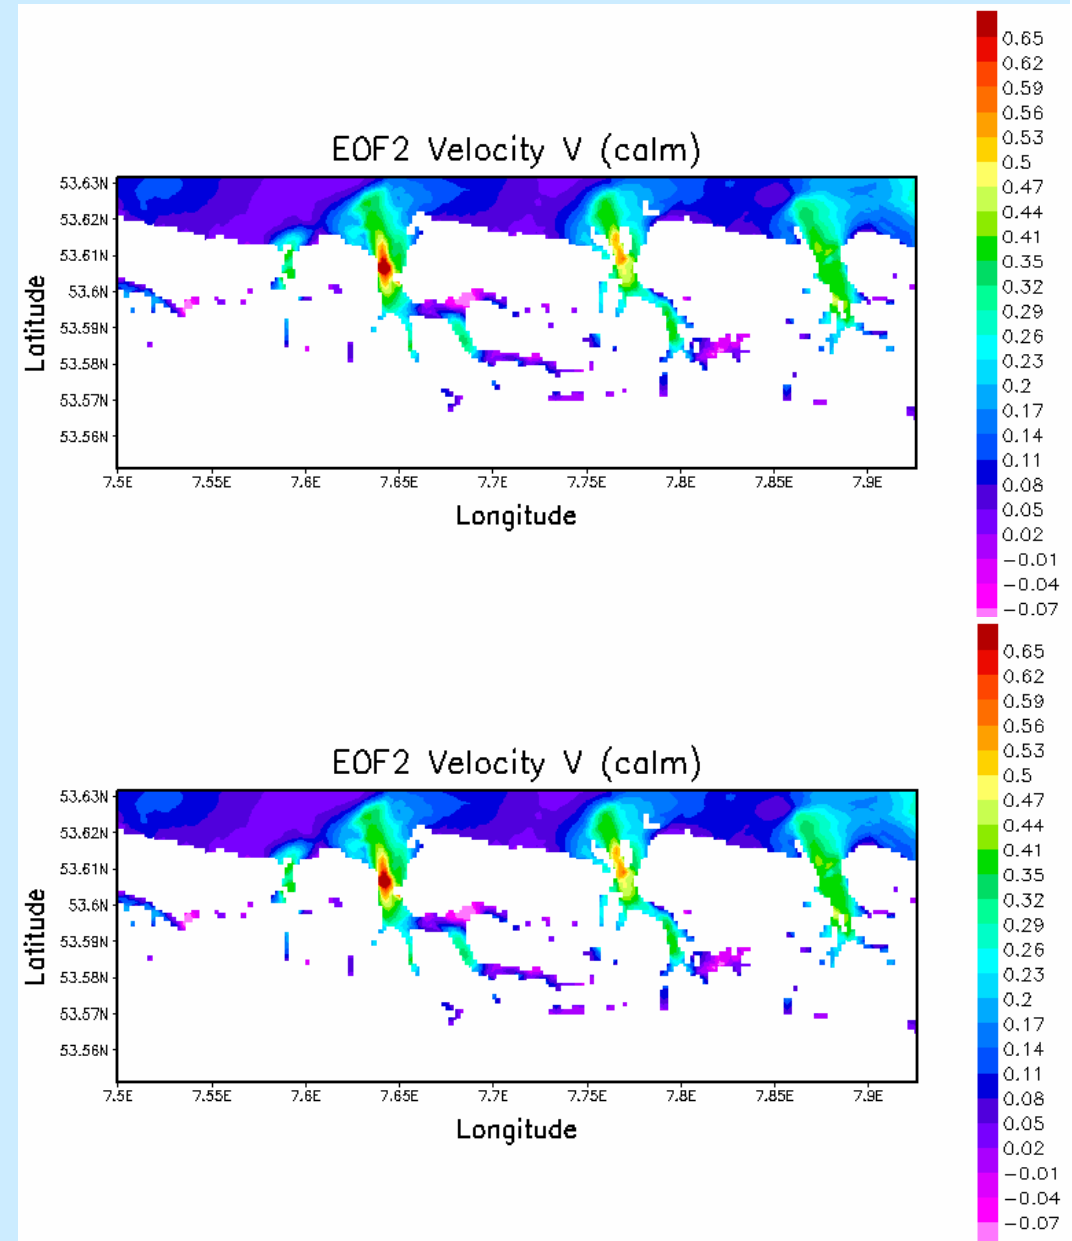 EOF2 Velocity V (calm)
53.63N
53.62N
53.61N
53.6N
53.59N
53.58N
53.57N
53.56N
Latitude
7.5E 7.55E 7.6E 7.65E 7.7E 7.75E 7.8E 7.85E 7.9E
Longitude
0.65
0.62
0.59
0.56
0.53
0.5
0.47
0.44
0.41
0.35
0.32
0.29
0.26
0.23
0.2
0.17
0.14
0.11
0.08
0.05
0.02
−0.01
−0.04
−0.07
EOF2 Velocity V (calm)
53.63N
53.62N
53.61N
53.6N
53.59N
53.58N
53.57N
53.56N
Latitude
7.5E 7.55E 7.6E 7.65E 7.7E 7.75E 7.8E 7.85E 7.9E
Longitude
0.65
0.62
0.59
0.56
0.53
0.5
0.47
0.44
0.41
0.35
0.32
0.29
0.26
0.23
0.2
0.17
0.14
0.11
0.08
0.05
0.02
−0.01
−0.04
−0.07